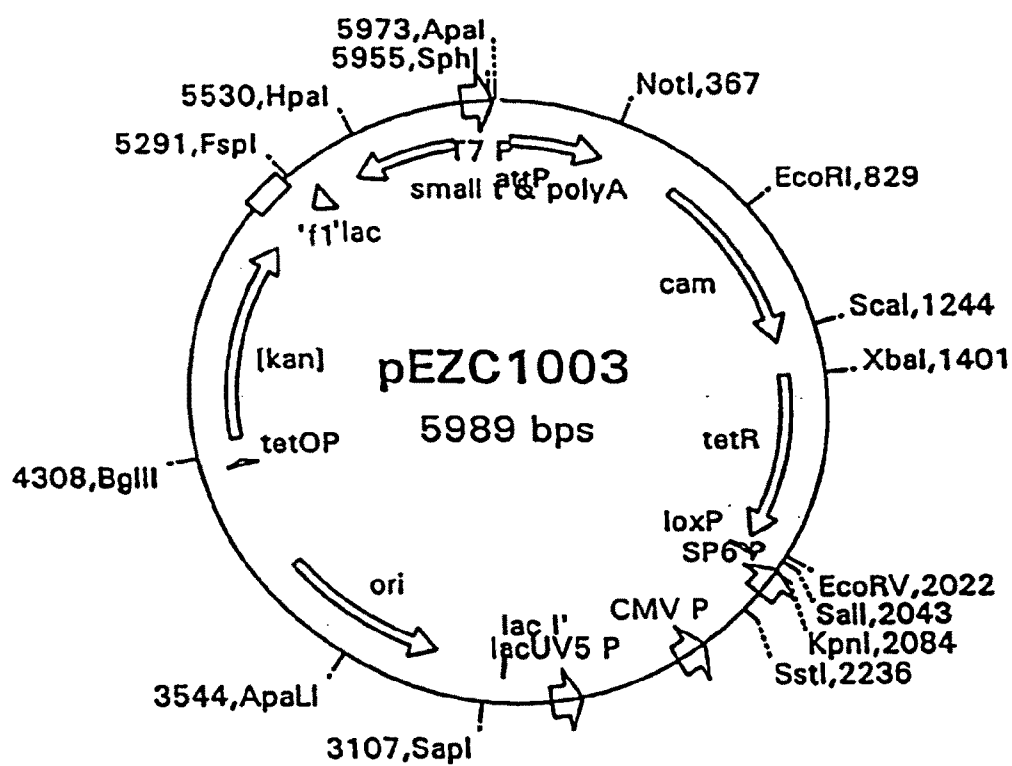 5973,ApaI
5955,SphI
NotI,367
5530,HpaI
5291,FspI
T7 P
attP
small t & polyA
EcoRI,829
'f1'lac
cam
ScaI,1244
[kan]
pEZC1003
XbaI,1401
5989 bps
tetR
tetOP
4308,BglII
loxP
SP6 P
EcoRV,2022
ori
SalI,2043
CMV P
lac I'
KpnI,2084
lacUV5 P
SstI,2236
3544,ApaLI
3107,SapI